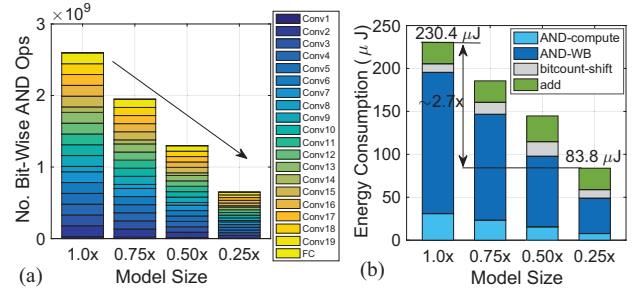 ×10⁹
3
2
1
0
No. Bit-Wise AND Ops
1.0x 0.75x 0.50x 0.25x
Model Size
(a)
Conv1
Conv2
Conv3
Conv4
Conv5
Conv6
Conv7
Conv8
Conv9
Conv10
Conv11
Conv12
Conv13
Conv14
Conv15
Conv16
Conv17
Conv18
Conv19
FC
250
200
150
100
50
0
Energy Consumption (μ J)
230.4 μJ
~2.7x
83.8 μJ
AND-compute
AND-WB
bitcount-shift
add
1.0x 0.75x 0.50x 0.25x
Model Size
(b)